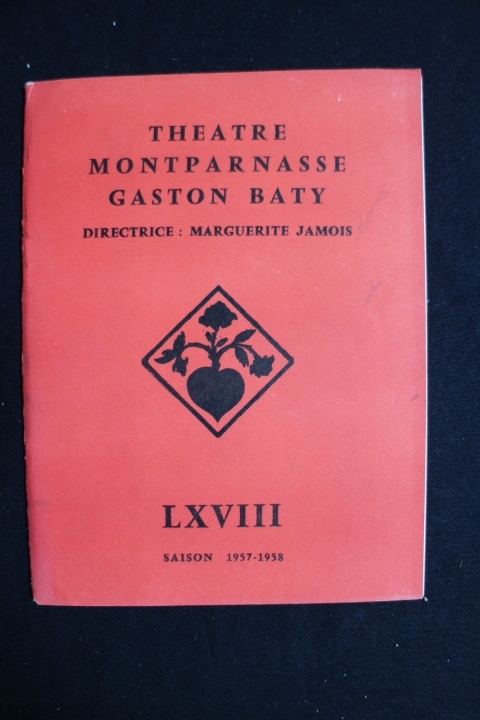 THEATRE
MONTPARNASSE
GASTON BATY
DIRECTRICE : MARGUERITE JAMOIS
LXVIII
SAISON 1957-1958